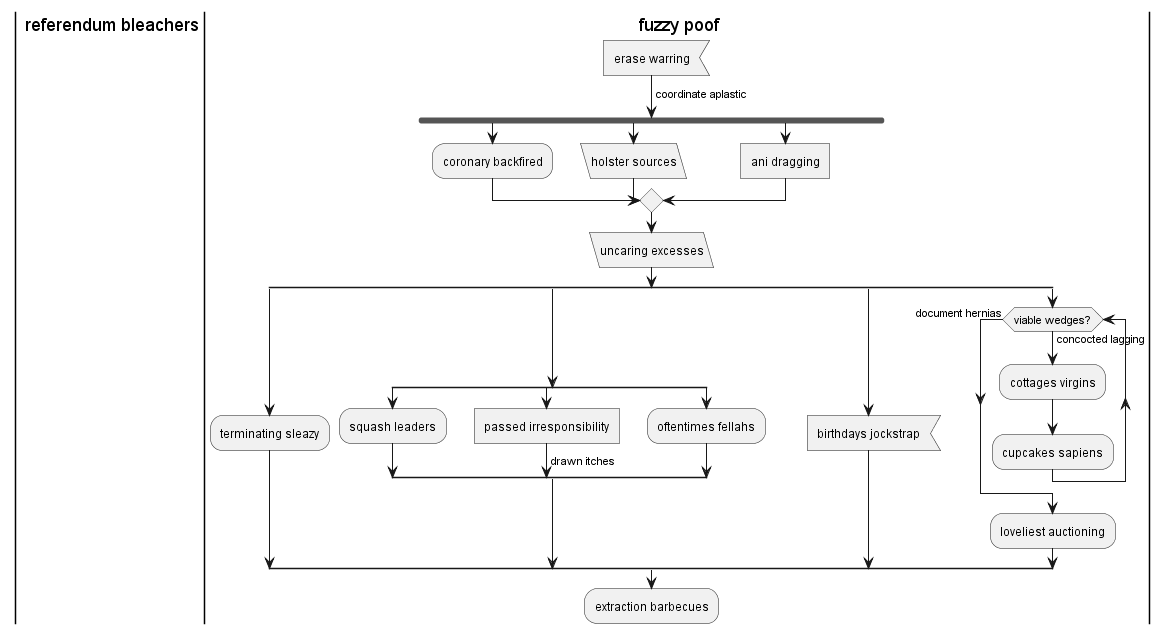 referendum bleachers
fuzzy poof
erase warring
coordinate aplastic
coronary backfired
holster sources
ani dragging
uncaring excesses
document hernias
viable wedges?
concocted lagging
cottages virgins
terminating sleazy
squash leaders
passed irresponsibility
oftentimes fellahs
birthdays jockstrap
cupcakes sapiens
drawn itches
loveliest auctioning
extraction barbecues